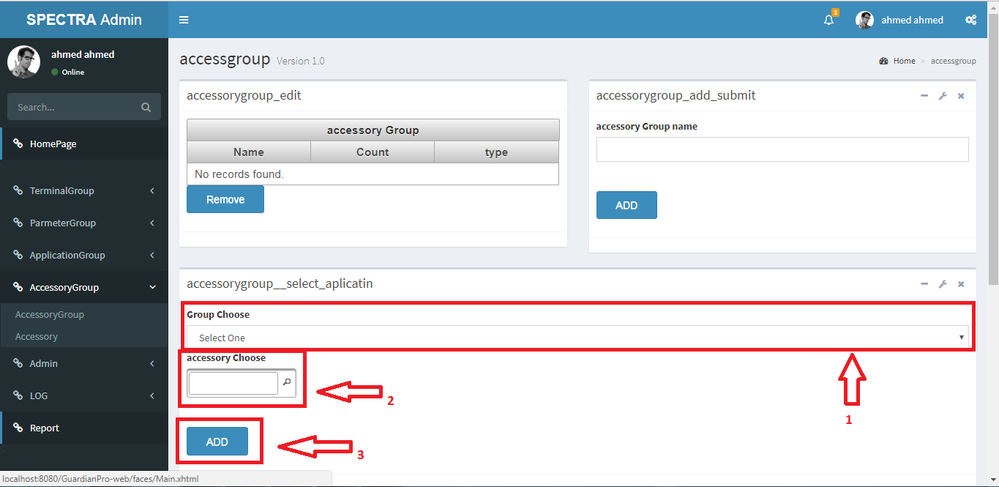 SPECTRA Admin
1
ahmed ahmed
ahmed ahmed
Online
Search...
HomePage
TerminalGroup
ParmeterGroup
ApplicationGroup
AccessoryGroup
AccessoryGroup
Accessory
Admin
LOG
Report
accessgroup Version 1.0
Home > accessgroup
accessorygroup_edit
accessory Group
Name Count type
No records found.
Remove
accessorygroup_add_submit
accessory Group name
ADD
accessorygroup__select_aplicatin
Group Choose
Select One
1
accessory Choose
2
ADD
3
localhost:8080/GuardianPro-web/faces/Main.xhtml